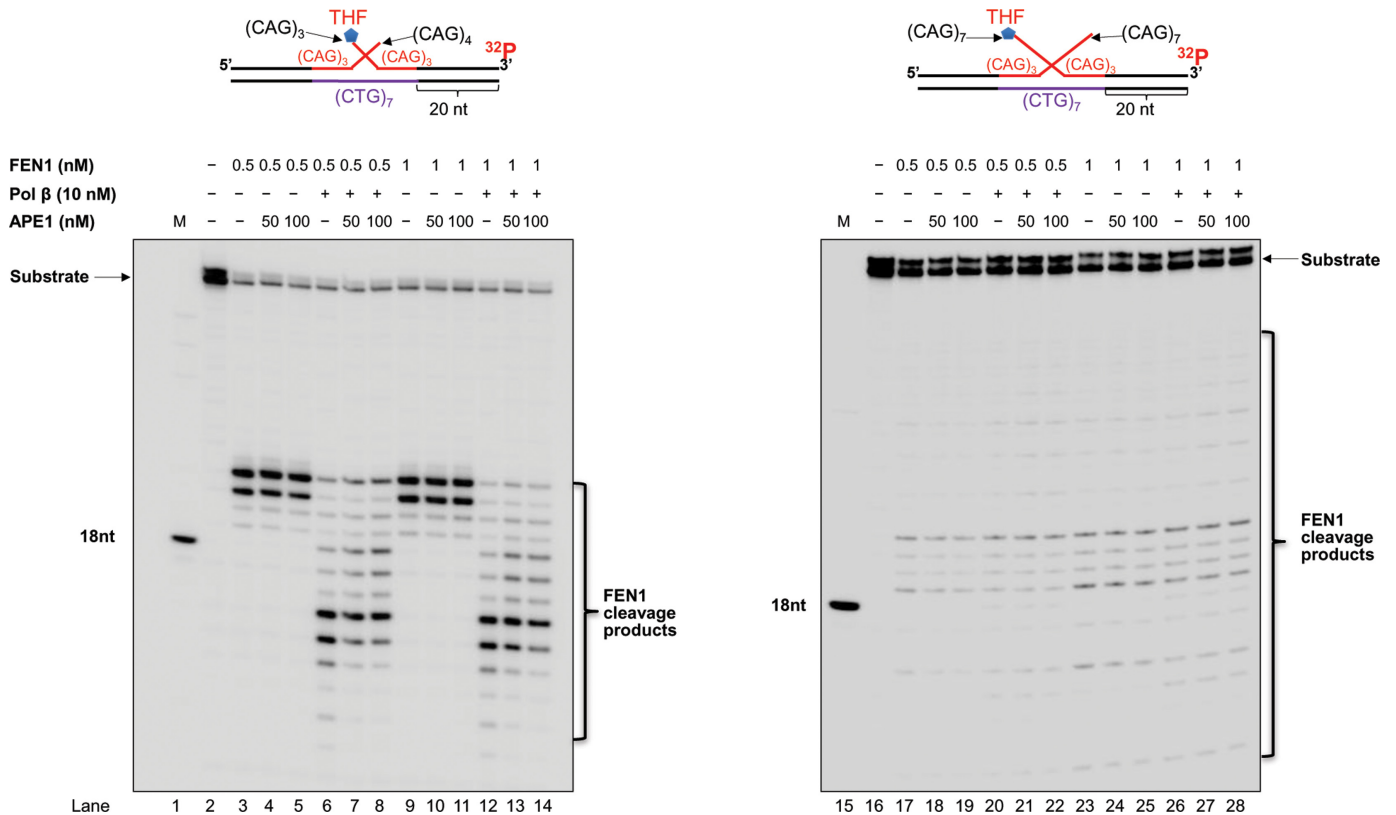 THF
(CAG)3
(CAG)4
32P
5’
(CAG)3
(CAG)3
3’
(CTG)7
20 nt
THF
(CAG)7
(CAG)7
32P
5’
(CAG)3
(CAG)3
3’
(CTG)7
20 nt
FEN1 (nM) – 0.5 0.5 0.5 0.5 0.5 0.5 1 1 1 1 1 1
Pol β (10 nM) – – – – + + + – – – + + +
APE1 (nM) M – – 50 100 – 50 100 – 50 100 – 50 100
Substrate
18nt
FEN1
cleavage
products
Lane 1 2 3 4 5 6 7 8 9 10 11 12 13 14
– 0.5 0.5 0.5 0.5 0.5 0.5 1 1 1 1 1 1
– – – – + + + – – – + + +
M – – 50 100 – 50 100 – 50 100 – 50 100
Substrate
18nt
FEN1
cleavage
products
15 16 17 18 19 20 21 22 23 24 25 26 27 28